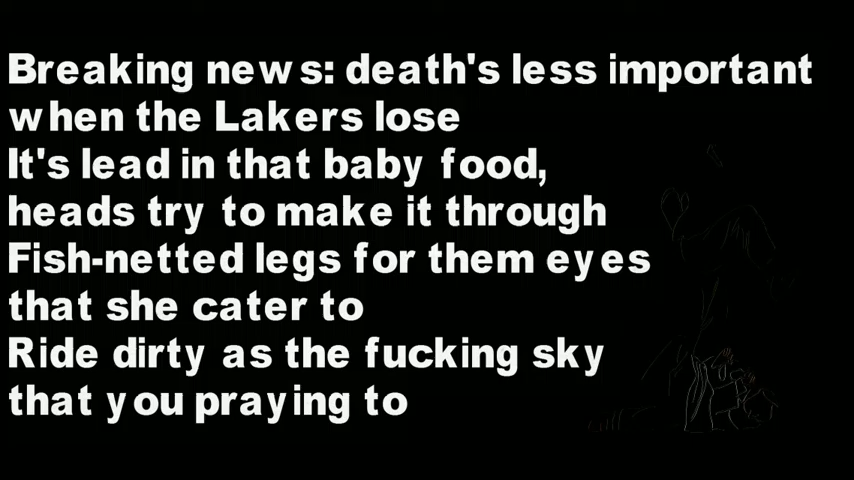 Breaking news: death's less important
when the Lakers lose
It's lead in that baby food,
heads try to make it through
Fish-netted legs for them eyes
that she cater to
Ride dirty as the fucking sky
that you praying to